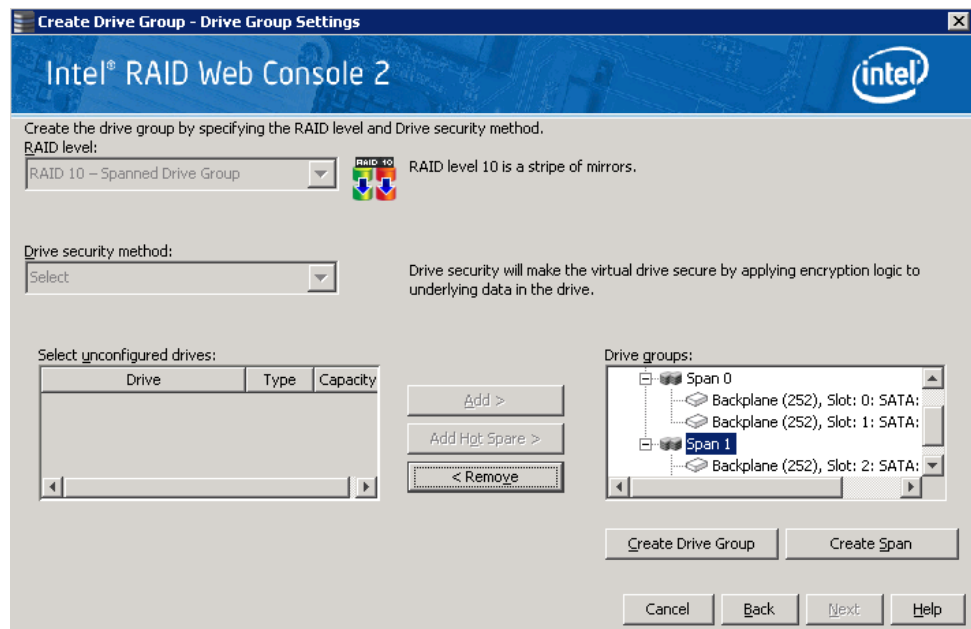 Create Drive Group - Drive Group Settings
Intel® RAID Web Console 2
intel
Create the drive group by specifying the RAID level and Drive security method.
RAID level:
RAID 10 – Spanned Drive Group
RAID 10
RAID level 10 is a stripe of mirrors.
Drive security method:
Select
Drive security will make the virtual drive secure by applying encryption logic to
underlying data in the drive.
Select unconfigured drives:
Drive Type Capacity
Add >
Add Hot Spare >
< Remove
Drive groups:
Span 0
Backplane (252), Slot: 0: SATA:
Backplane (252), Slot: 1: SATA:
Span 1
Backplane (252), Slot: 2: SATA:
Create Drive Group
Create Span
Cancel
Back
Next
Help